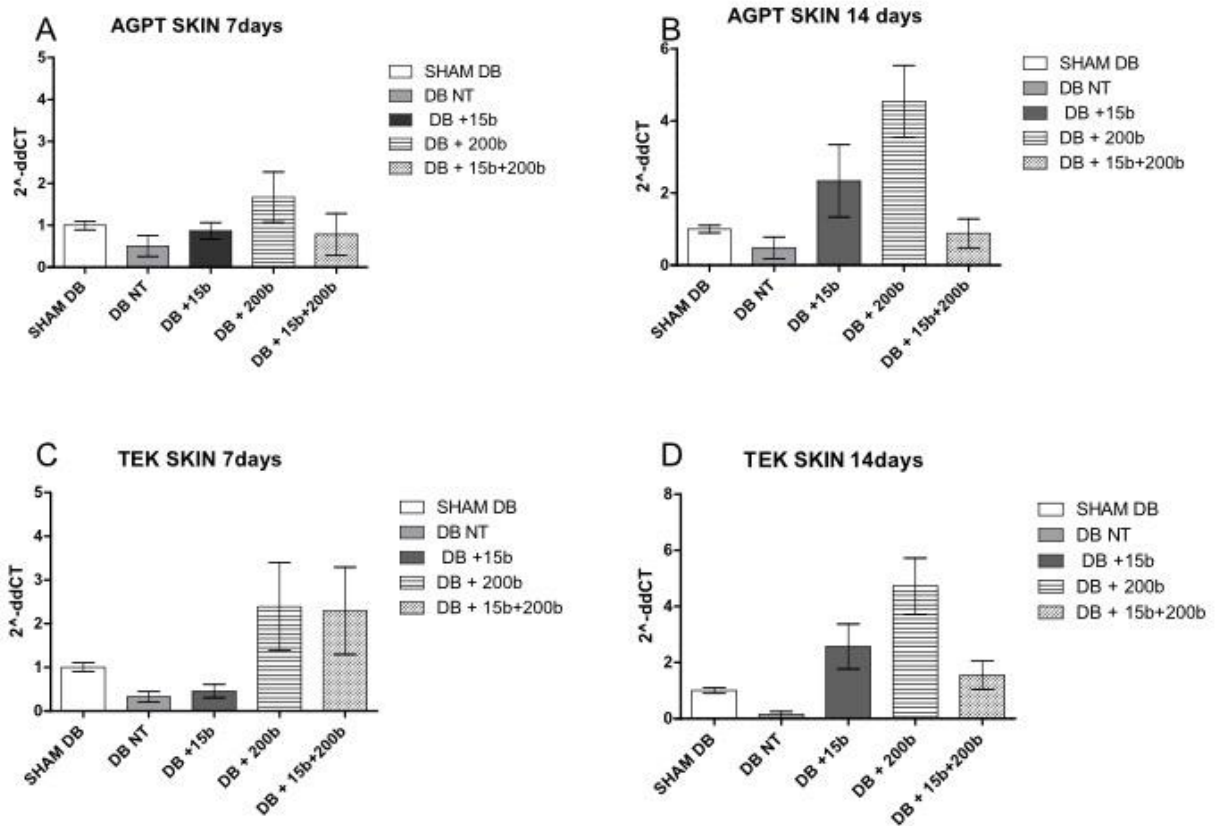 A
AGPT SKIN 7days
2^-ddCT
5
4
3
2
1
0
SHAM DB
DB NT
DB +15b
DB + 200b
DB + 15b+200b
SHAM DB
DB NT
DB +15b
DB + 200b
DB + 15b+200b
B
AGPT SKIN 14 days
2^-ddCT
6
4
2
0
SHAM DB
DB NT
DB +15b
DB + 200b
DB + 15b+200b
SHAM DB
DB NT
DB +15b
DB + 200b
DB + 15b+200b
C
TEK SKIN 7days
2^-ddCT
5
4
3
2
1
0
SHAM DB
DB NT
DB +15b
DB + 200b
DB + 15b+200b
SHAM DB
DB NT
DB +15b
DB + 200b
DB + 15b+200b
D
TEK SKIN 14days
2^-ddCT
8
6
4
2
0
SHAM DB
DB NT
DB +15b
DB + 200b
DB + 15b+200b
SHAM DB
DB NT
DB +15b
DB + 200b
DB + 15b+200b